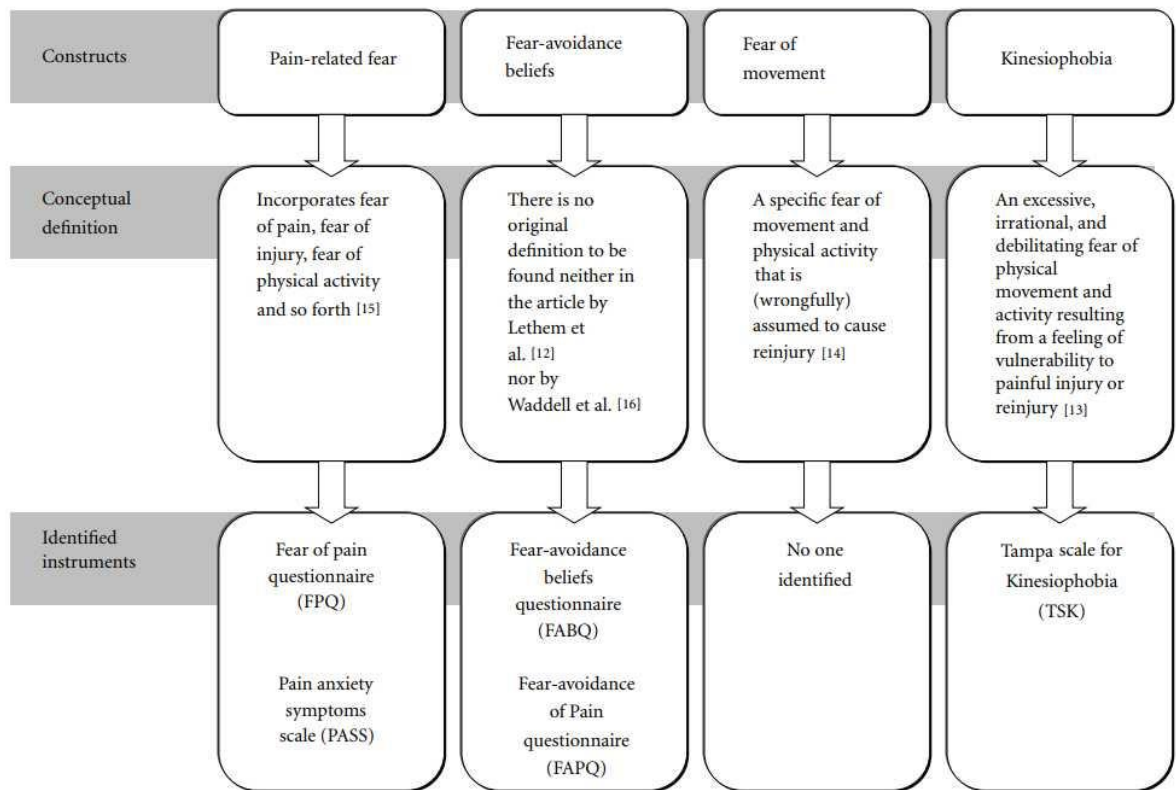 Constructs
Pain-related fear
Fear-avoidance
beliefs
Fear of
movement
Kinesiophobia
Conceptual
definition
Incorporates fear
of pain, fear of
injury, fear of
physical activity
and so forth [15]
There is no
original
definition to be
found neither in
the article by
Lethem et
al. [12]
nor by
Waddell et al. [16]
A specific fear of
movement and
physical activity
that is
(wrongfully)
assumed to cause
reinjury [14]
An excessive,
irrational, and
debilitating fear of
physical
movement and
activity resulting
from a feeling of
vulnerability to
painful injury or
reinjury [13]
Identified
instruments
Fear of pain
questionnaire
(FPQ)
Pain anxiety
symptoms
scale (PASS)
Fear-avoidance
beliefs
questionnaire
(FABQ)
Fear-avoidance
of Pain
questionnaire
(FAPQ)
No one
identified
Tampa scale for
Kinesiophobia
(TSK)